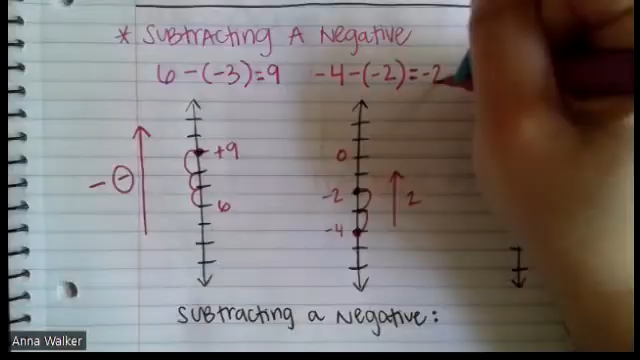 * SUBTRACTING A NEGATIVE
6 - (-3) = 9 -4 - (-2) = -2
+9
0
- ⊖
-2 2
6
-4
SUBTRACTING a NEGATIVE:
Anna Walker